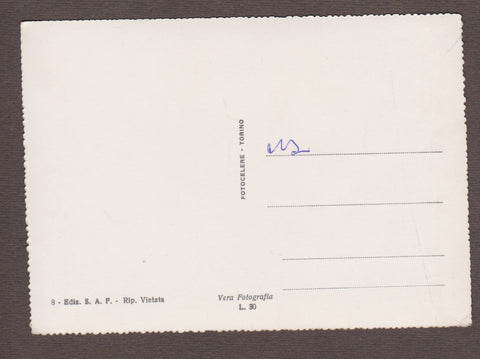 FOTOCELERE - TORINO
8 - Ediz. S. A. F. - Rip. Vietata
Vera Fotografia
L. 30